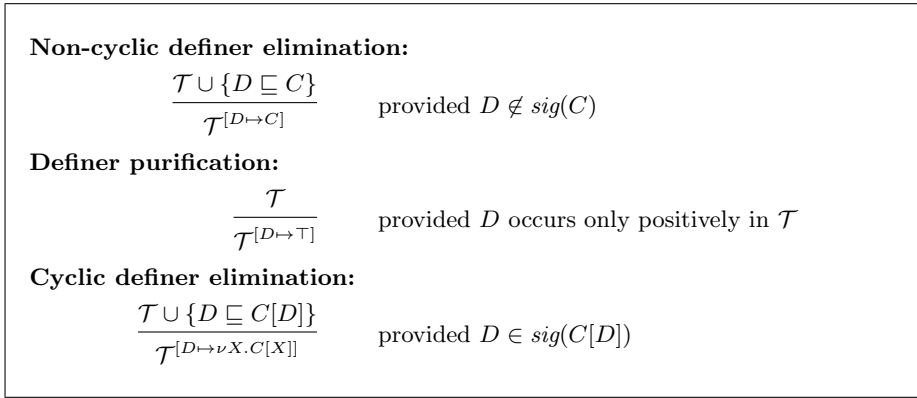 Non-cyclic definer elimination:
𝒯 ∪ {D ⊑ C}
𝒯^{[D↦C]} provided D ∉ sig(C)
Definer purification:
𝒯
𝒯^{[D↦⊤]} provided D occurs only positively in 𝒯
Cyclic definer elimination:
𝒯 ∪ {D ⊑ C[D]}
𝒯^{[D↦νX.C[X]]} provided D ∈ sig(C[D])